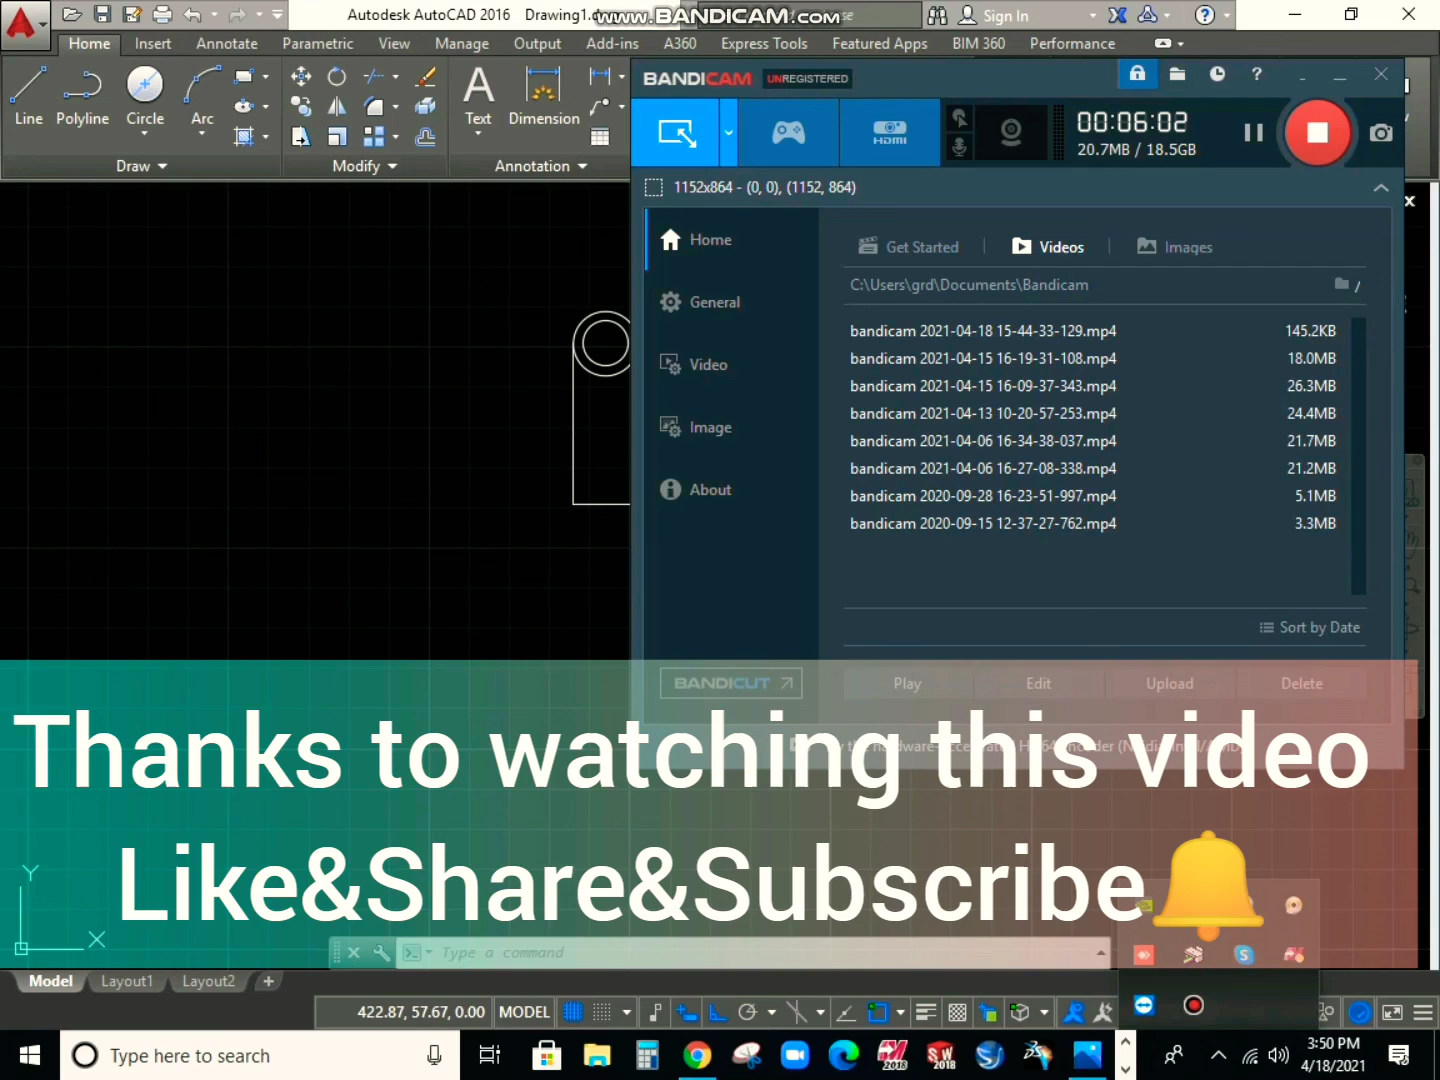 Autodesk AutoCAD 2016 Drawing1.d
www.BANDICAM.com
Sign In
Home Insert Annotate Parametric View Manage Output Add-ins A360 Express Tools Featured Apps BIM 360 Performance
Line Polyline Circle Arc Text Dimension
Draw Modify Annotation
BANDICAM UNREGISTERED
HDMI
00:06:02
20.7MB / 18.5GB
1152x864 - (0, 0), (1152, 864)
Home
General
Video
Image
About
Get Started Videos Images
C:\Users\grd\Documents\Bandicam
bandicam 2021-04-18 15-44-33-129.mp4 145.2KB
bandicam 2021-04-15 16-19-31-108.mp4 18.0MB
bandicam 2021-04-15 16-09-37-343.mp4 26.3MB
bandicam 2021-04-13 10-20-57-253.mp4 24.4MB
bandicam 2021-04-06 16-34-38-037.mp4 21.7MB
bandicam 2021-04-06 16-27-08-338.mp4 21.2MB
bandicam 2020-09-28 16-23-51-997.mp4 5.1MB
bandicam 2020-09-15 12-37-27-762.mp4 3.3MB
Sort by Date
BANDICUT Play Edit Upload Delete
Thanks to watching this video
Like&Share&Subscribe
Y
X
Type a command
Model Layout1 Layout2 +
422.87, 57.67, 0.00 MODEL
Type here to search
3:50 PM
4/18/2021